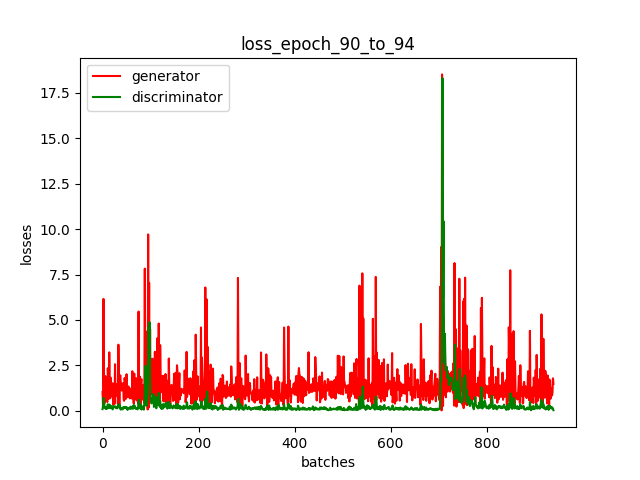 loss_epoch_90_to_94
generator
discriminator
losses
17.5
15.0
12.5
10.0
7.5
5.0
2.5
0.0
0 200 400 600 800
batches